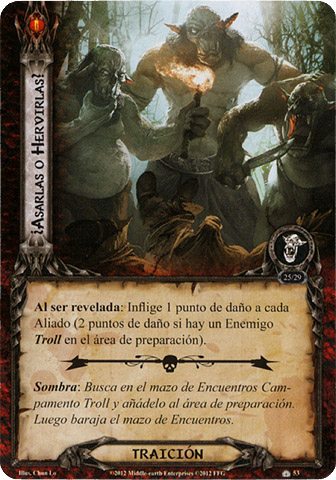 ¿Asarlas o Hervirlas?
25/29
Al ser revelada: Inflige 1 punto de daño a cada
Aliado (2 puntos de daño si hay un Enemigo
Troll en el área de preparación).
Sombra: Busca en el mazo de Encuentros Cam-
pamento Troll y añádelo al área de preparación.
Luego baraja el mazo de Encuentros.
TRAICIÓN
Illus. Chun Lo
©2012 Middle-earth Enterprises ©2012 FFG
53